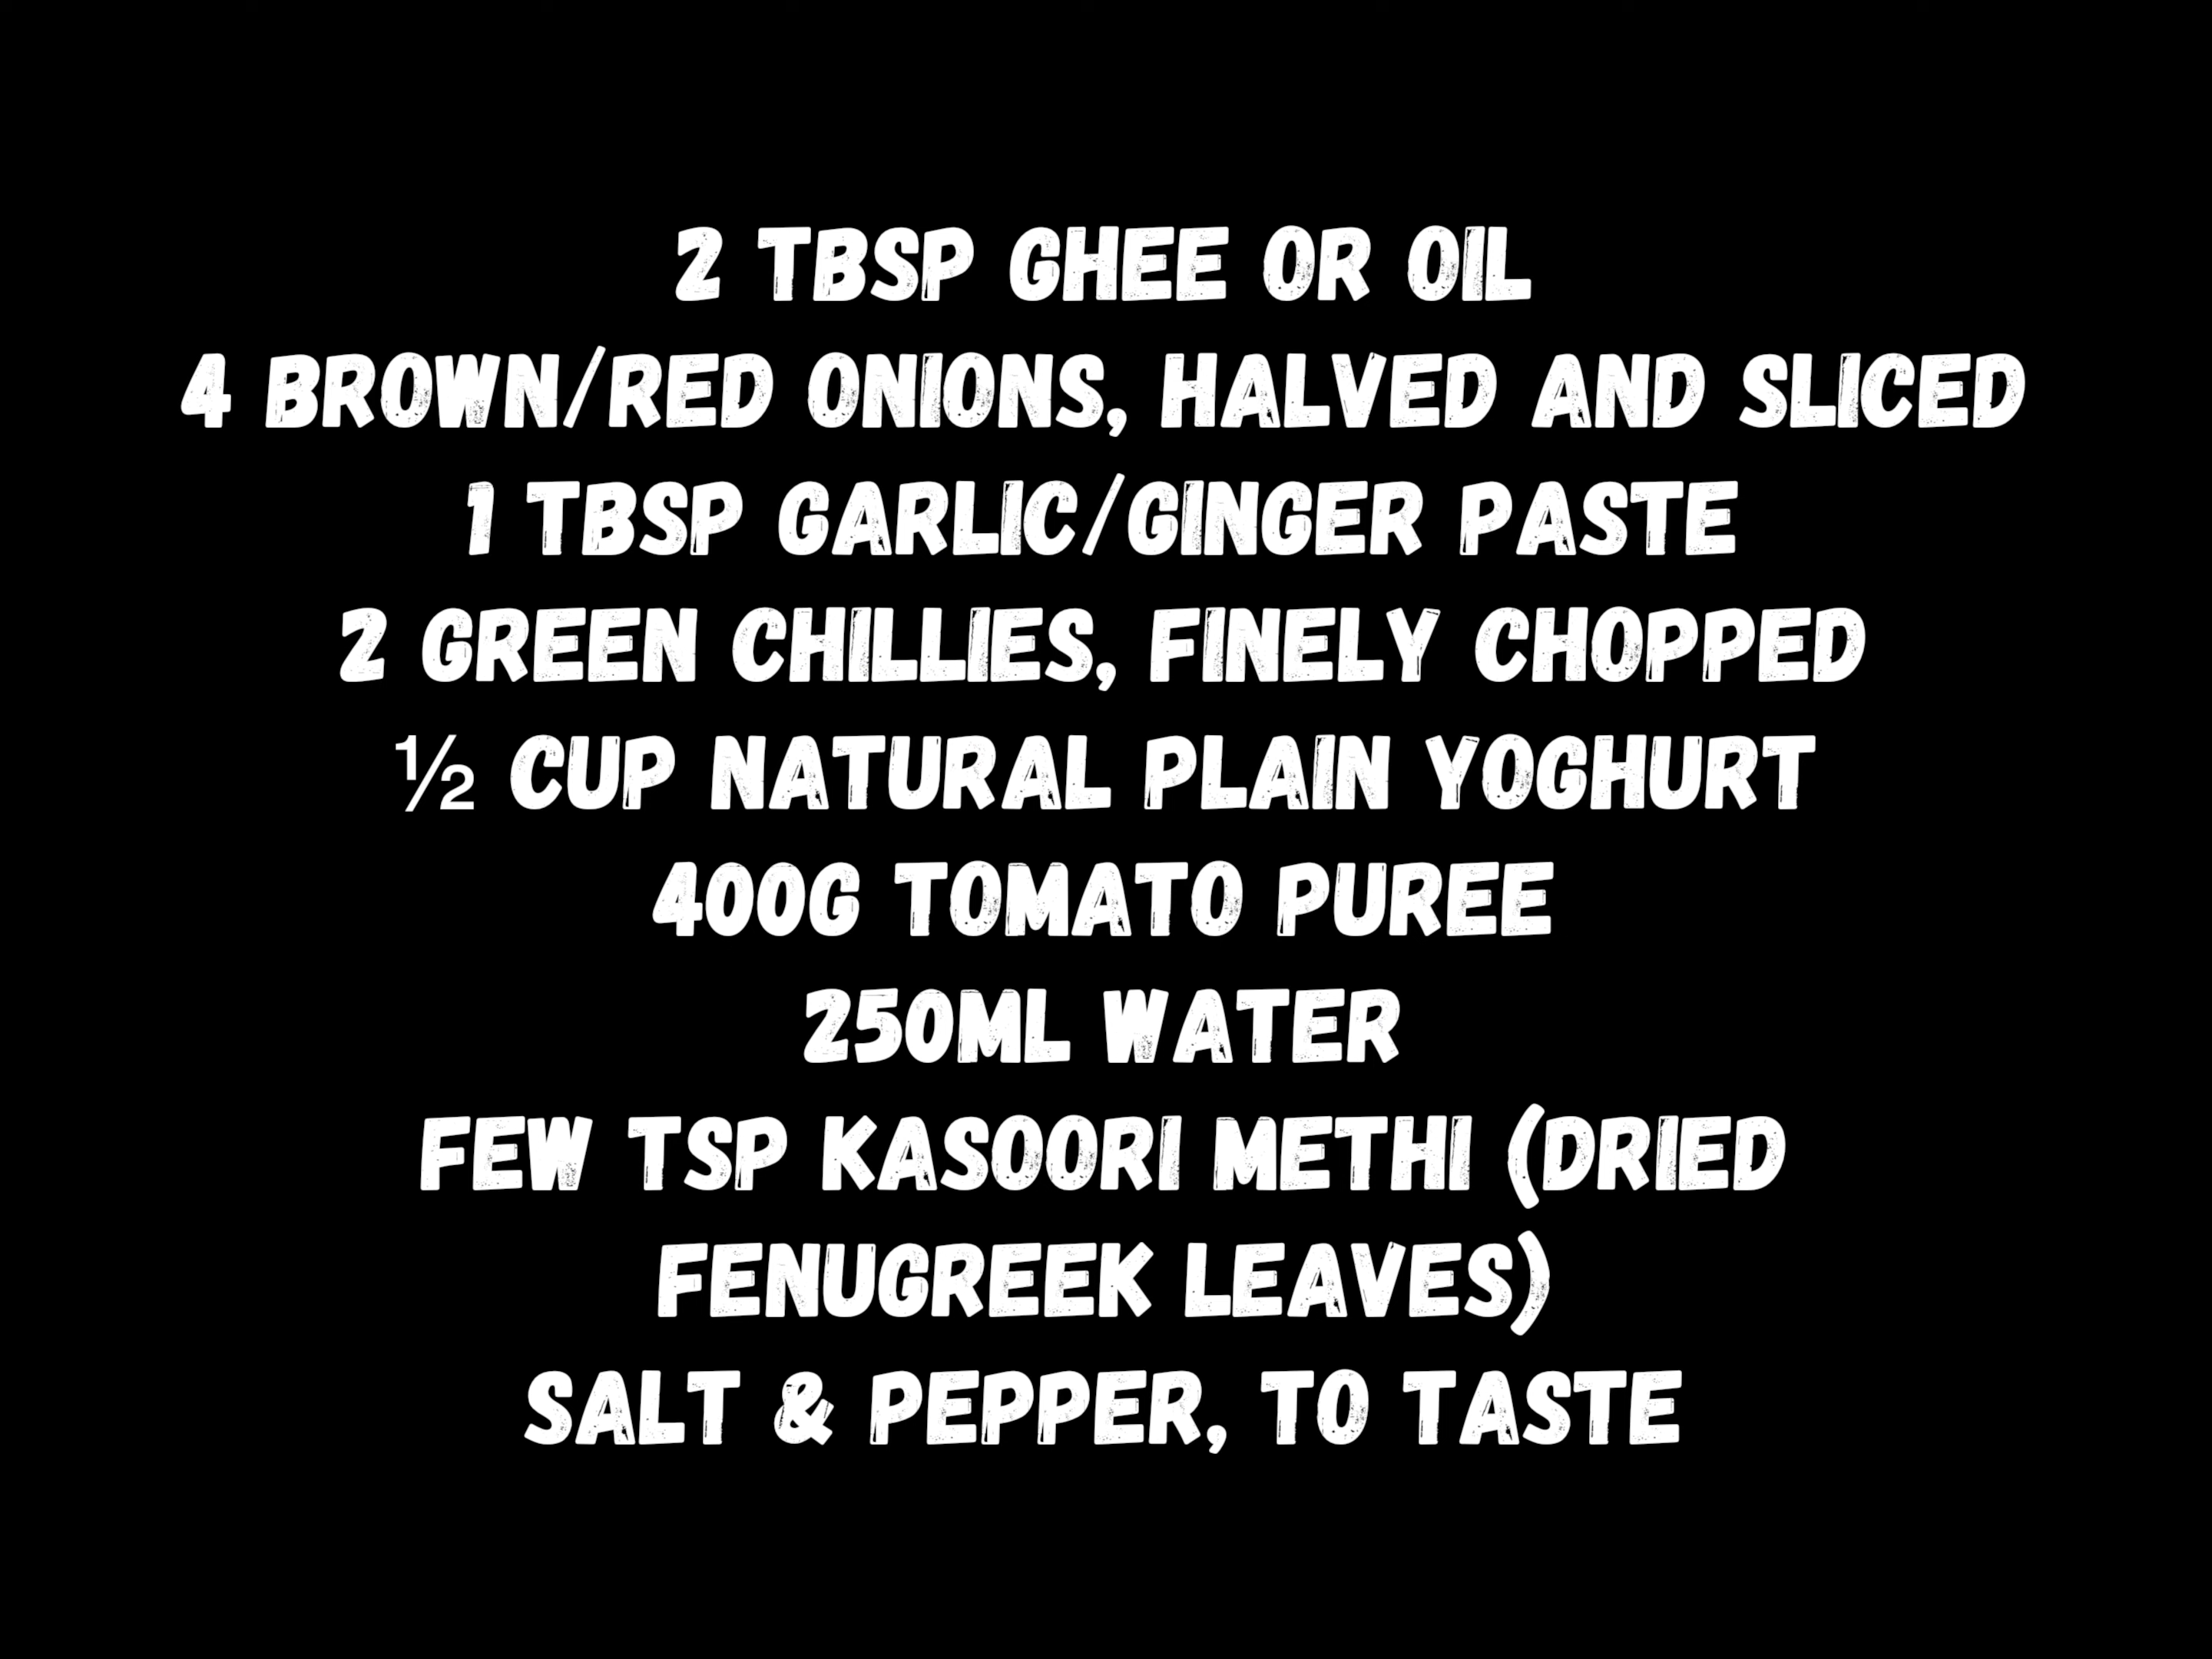 2 TBSP GHEE OR OIL
4 BROWN/RED ONIONS, HALVED AND SLICED
1 TBSP GARLIC/GINGER PASTE
2 GREEN CHILLIES, FINELY CHOPPED
½ CUP NATURAL PLAIN YOGHURT
400G TOMATO PUREE
250ML WATER
FEW TSP KASOORI METHI (DRIED
FENUGREEK LEAVES)
SALT & PEPPER, TO TASTE